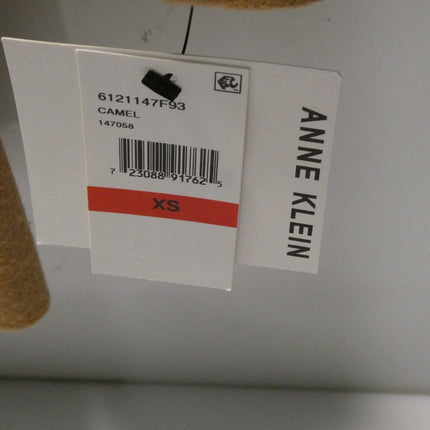 6121147F93
CAMEL
147058
7 23088 91762 5
XS
ANNE KLEIN